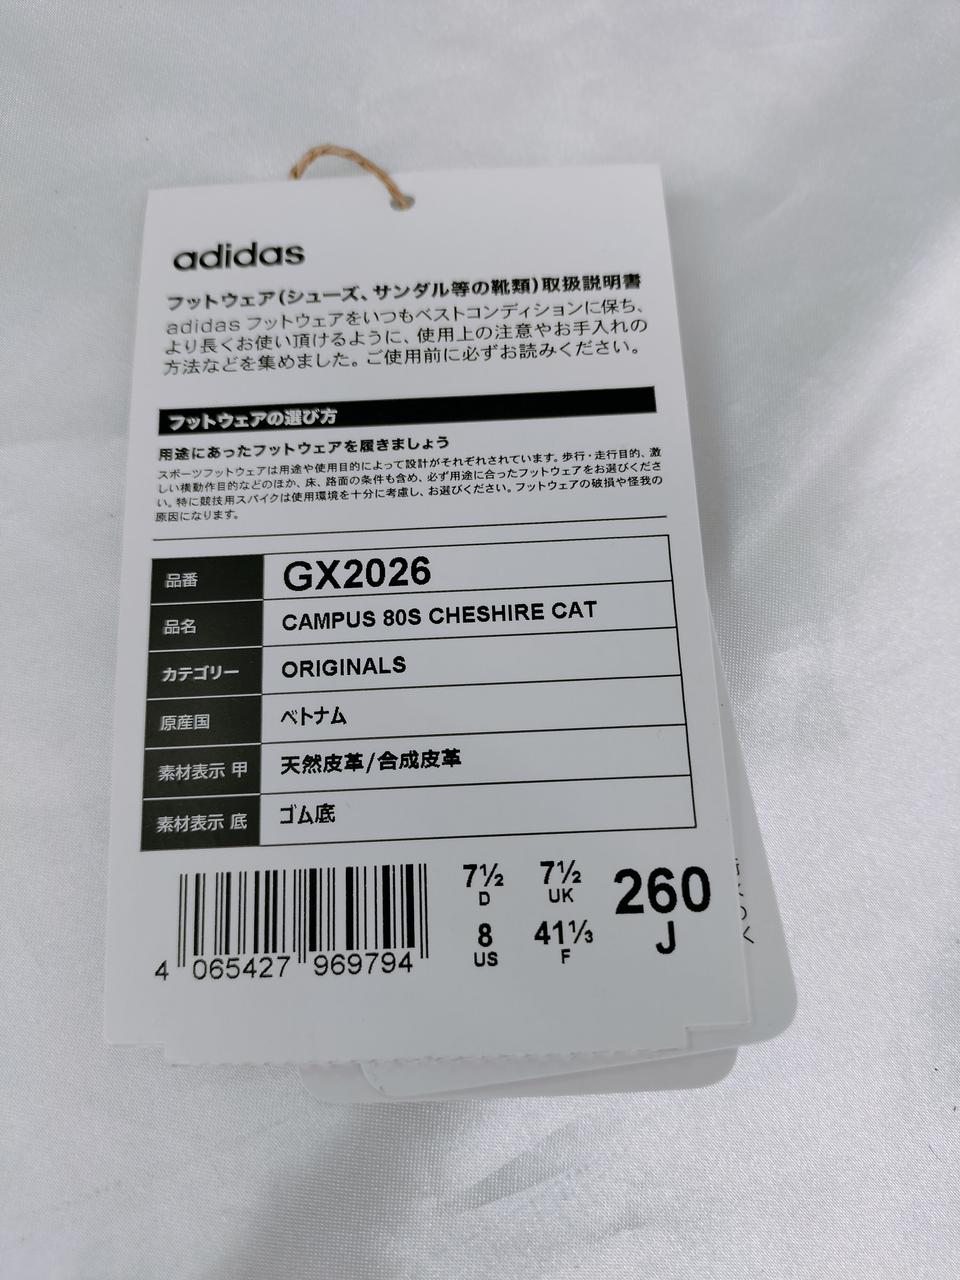 adidas
フットウェア(シューズ、サンダル等の靴類)取扱説明書
adidas フットウェアをいつもベストコンディションに保ち、
より長くお使い頂けるように、使用上の注意やお手入れの
方法などを集めました。ご使用前に必ずお読みください。
フットウェアの選び方
用途にあったフットウェアを履きましょう
スポーツフットウェアは用途や使用目的によって設計がそれぞれされています。歩行・走行目的、激
しい横動作目的などのほか、床、路面の条件も含め、必ず用途に合ったフットウェアをお選びくださ
い。特に競技用スパイクは使用環境を十分に考慮し、お選びください。フットウェアの破損や怪我の
原因になります。
品番 GX2026
品名 CAMPUS 80S CHESHIRE CAT
カテゴリー ORIGINALS
原産国 ベトナム
素材表示 甲 天然皮革/合成皮革
素材表示 底 ゴム底
7½ 7½ 260
D UK J
8 41⅓
US F
4 065427 969794